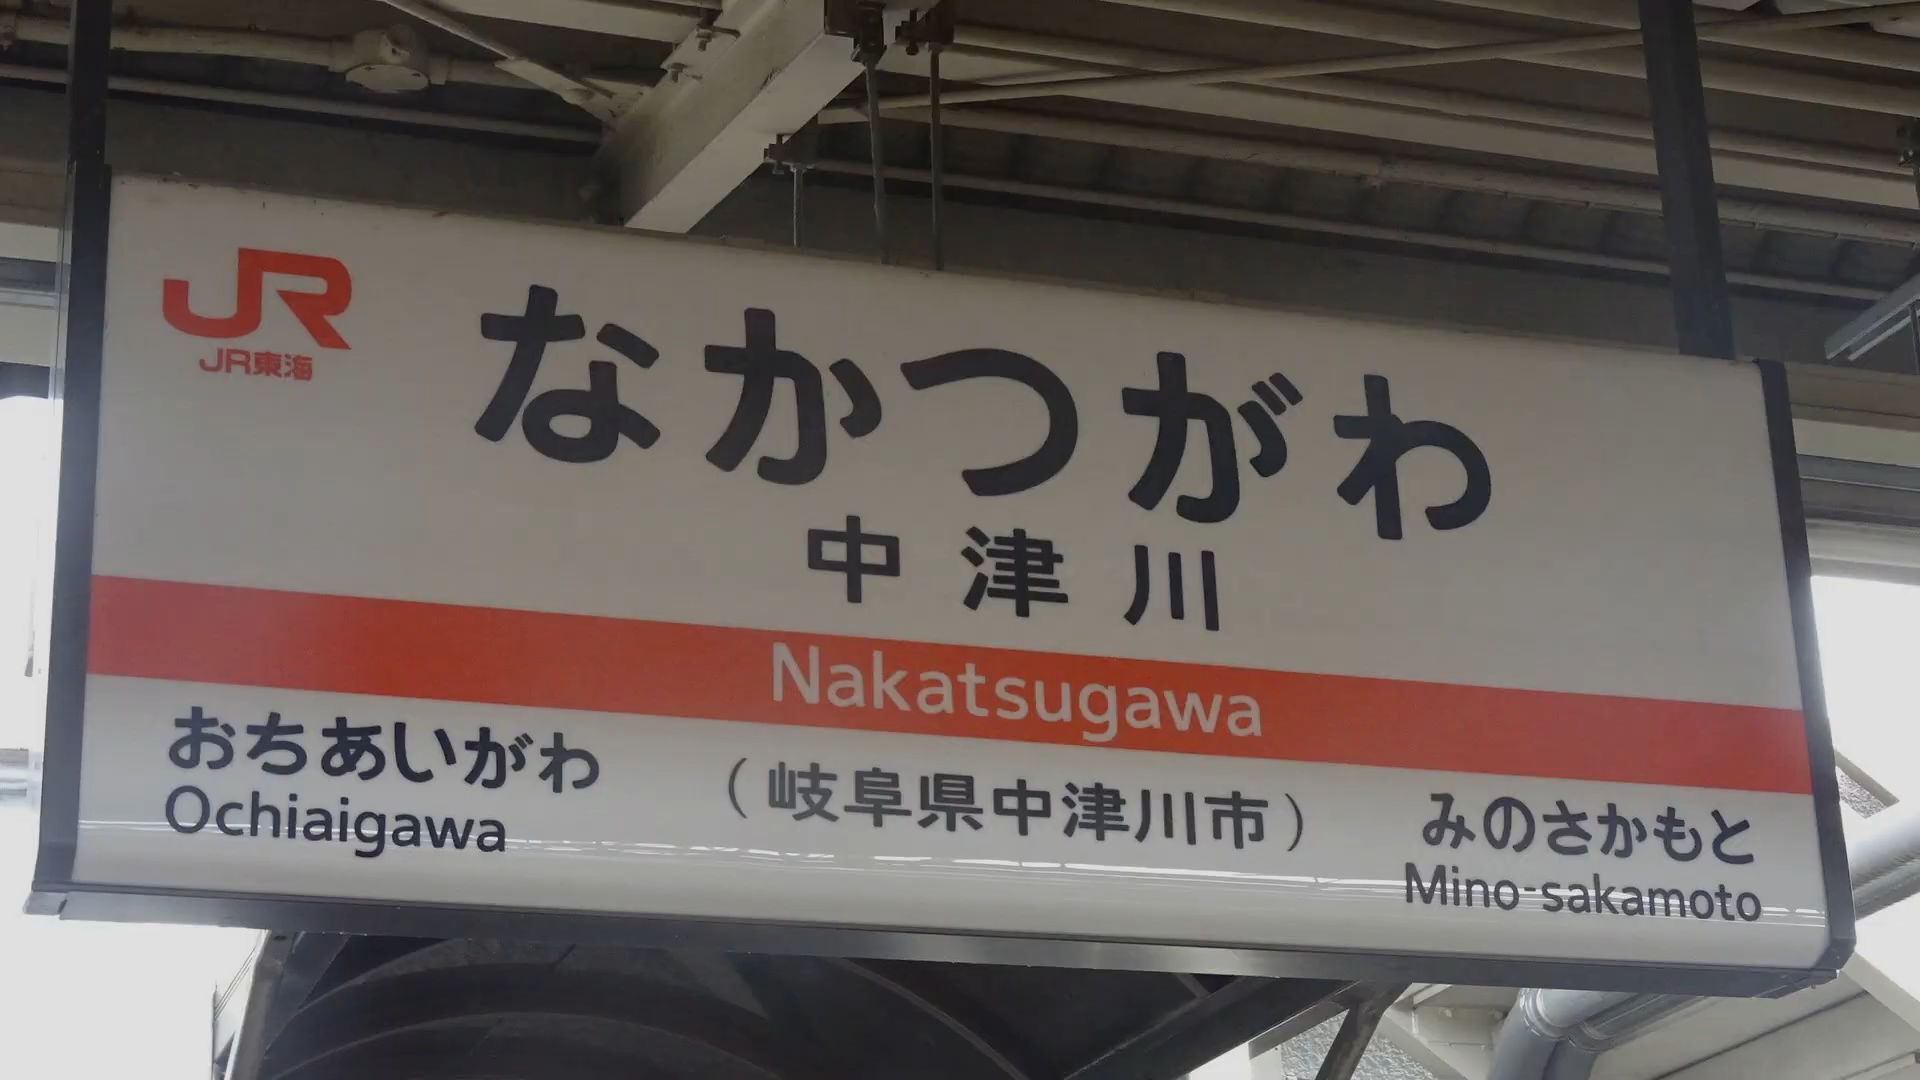 JR
JR東海
なかつがわ
中津川
Nakatsugawa
おちあいがわ
Ochiaigawa
（岐阜県中津川市）
みのさかもと
Mino-sakamoto